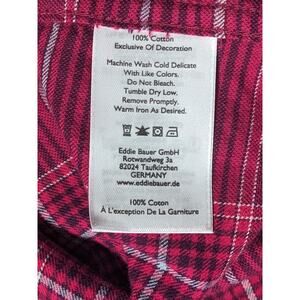 100% Cotton
Exclusive Of Decoration
Machine Wash Cold Delicate
With Like Colors.
Do Not Bleach.
Tumble Dry Low.
Remove Promptly.
Warm Iron As Desired.
Eddie Bauer GmbH
Rotwandweg 3a
82024 Taufkirchen
GERMANY
www.eddiebauer.de
100% Cotton
À L'exception De La Garniture